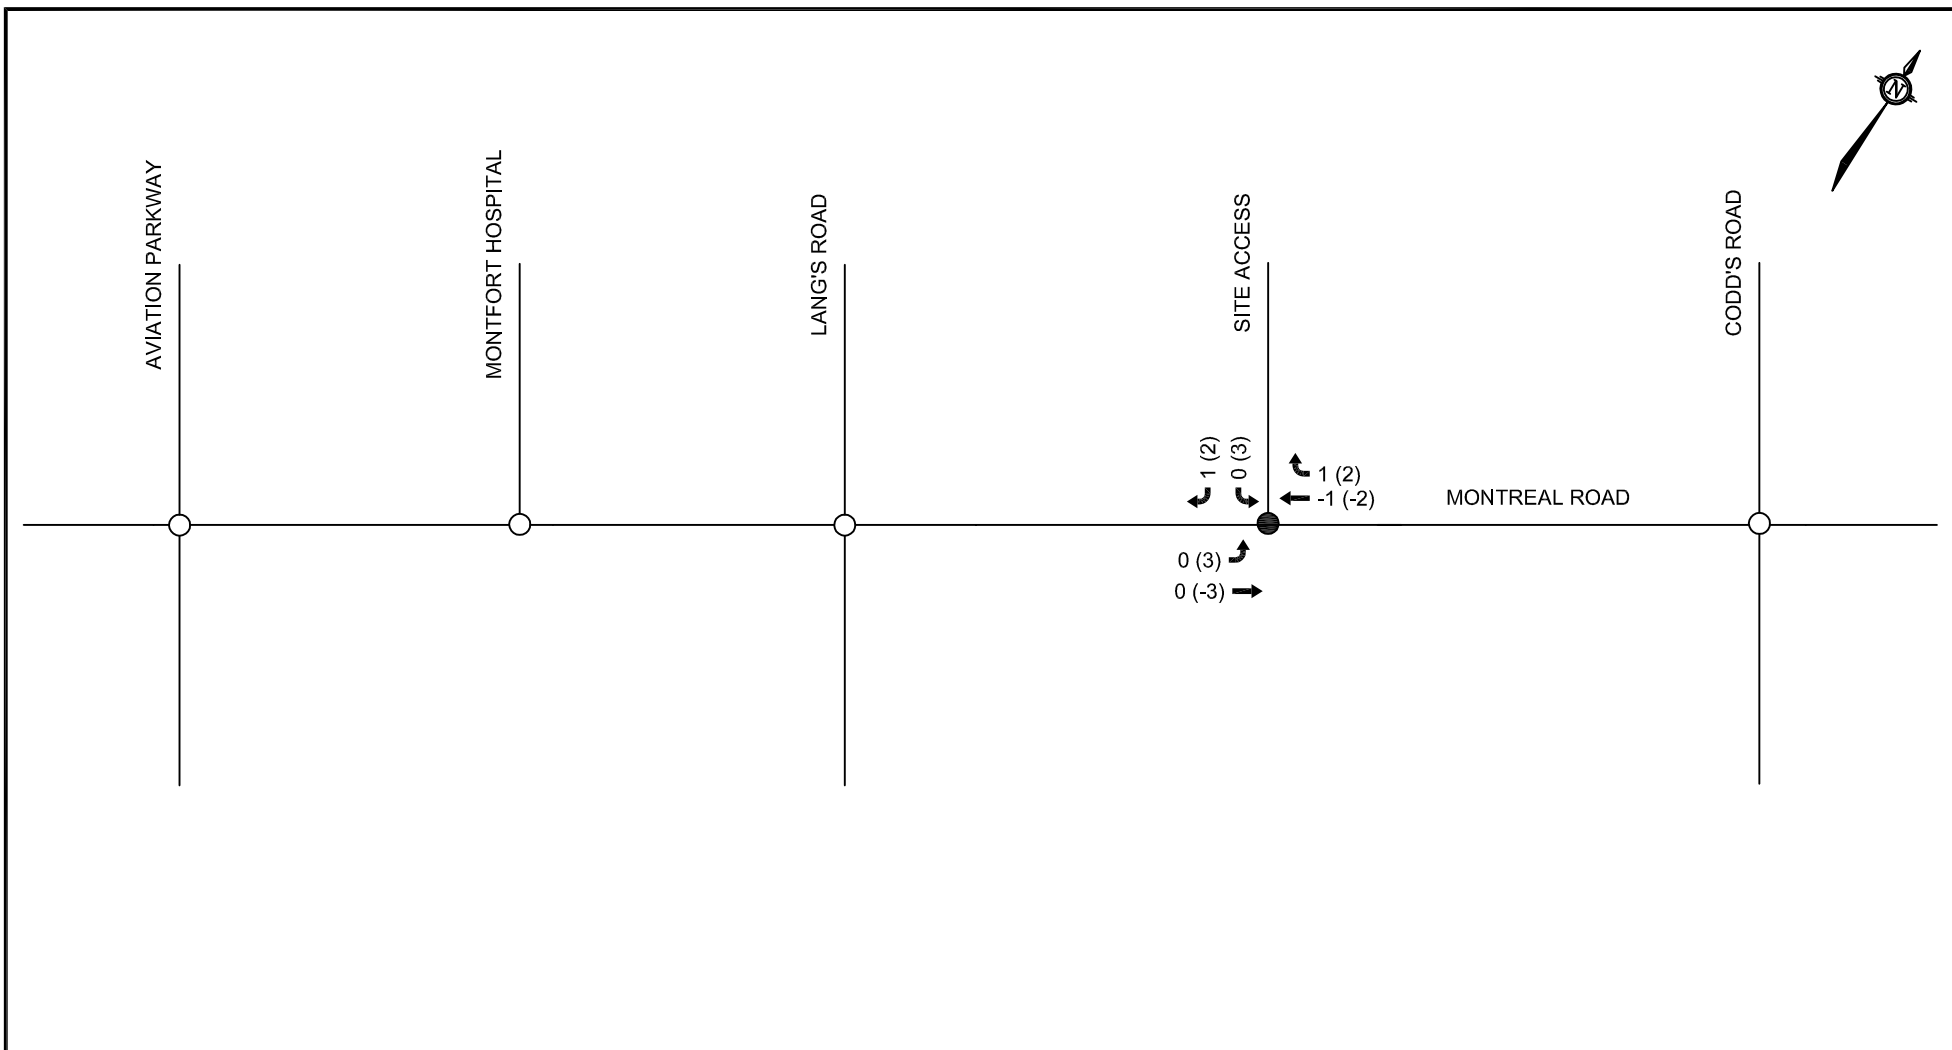 N
AVIATION PARKWAY
MONTFORT HOSPITAL
LANG'S ROAD
SITE ACCESS
CODD'S ROAD
1 (2)
0 (3)
1 (2)
-1 (-2)
MONTREAL ROAD
0 (3)
0 (-3)